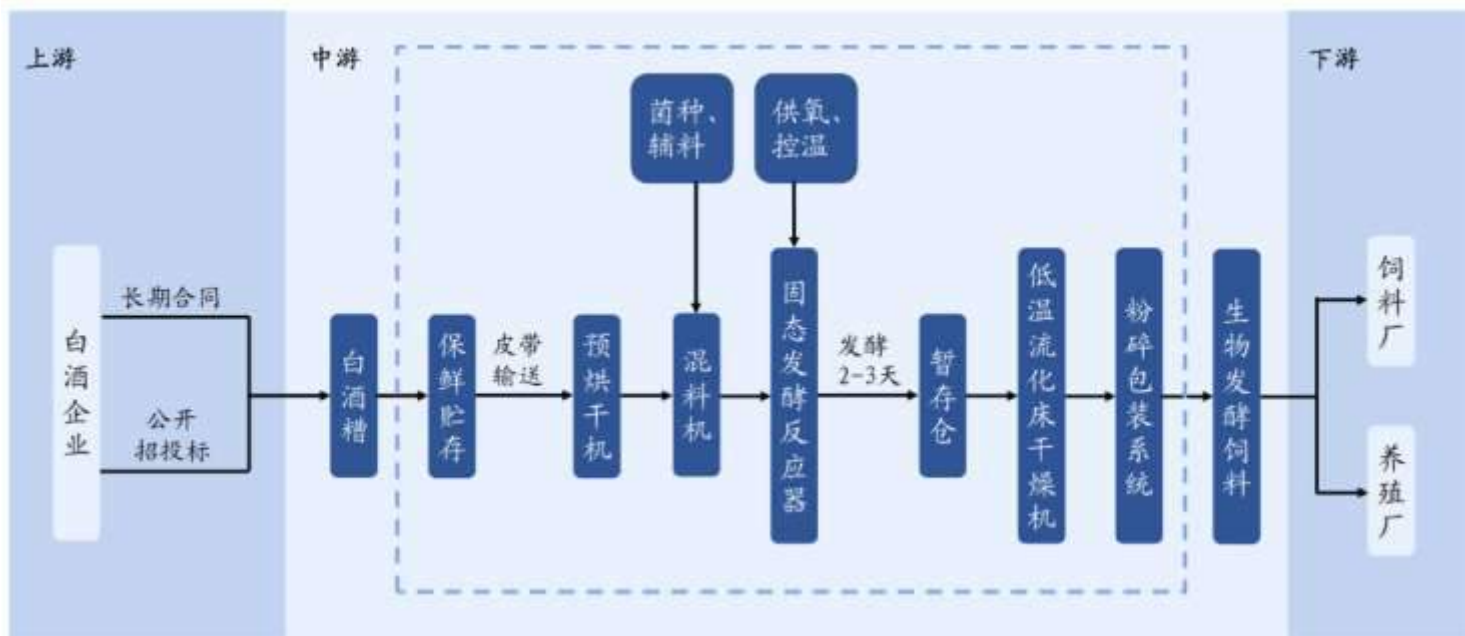 上游
中游
下游
菌种、
辅料
供氧、
控温
白酒企业
长期合同
公开
招投标
白酒糟
保鲜贮存
皮带
输送
预烘干机
混料机
固态发酵反应器
发酵
2-3天
暂存仓
低温流化床干燥机
粉碎包装系统
生物发酵饲料
饲料厂
养殖厂